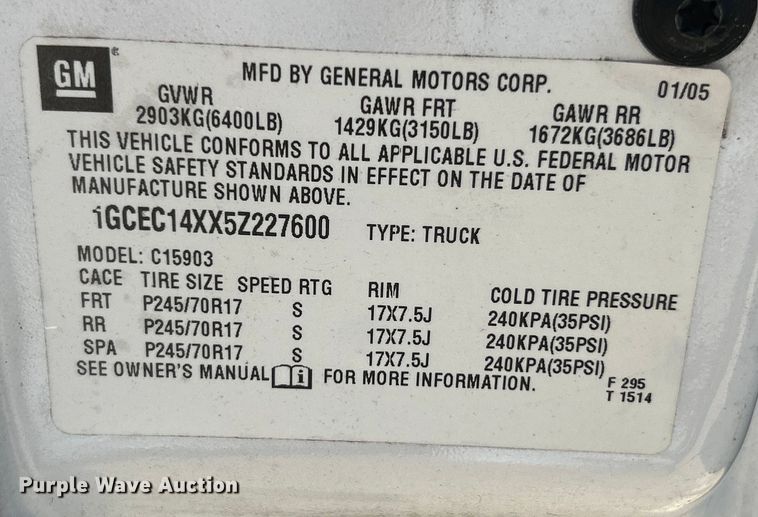 GM
MFD BY GENERAL MOTORS CORP. 01/05
GVWR GAWR FRT GAWR RR
2903KG(6400LB) 1429KG(3150LB) 1672KG(3686LB)
THIS VEHICLE CONFORMS TO ALL APPLICABLE U.S. FEDERAL MOTOR
VEHICLE SAFETY STANDARDS IN EFFECT ON THE DATE OF
MANUFACTURE SHOWN ABOVE.
1GCEC14XX5Z227600 TYPE: TRUCK
MODEL: C15903
CACE TIRE SIZE SPEED RTG RIM COLD TIRE PRESSURE
FRT P245/70R17 S 17X7.5J 240KPA(35PSI)
RR P245/70R17 S 17X7.5J 240KPA(35PSI)
SPA P245/70R17 S 17X7.5J 240KPA(35PSI)
SEE OWNER'S MANUAL i FOR MORE INFORMATION.
F 295
T 1514
Purple Wave Auction